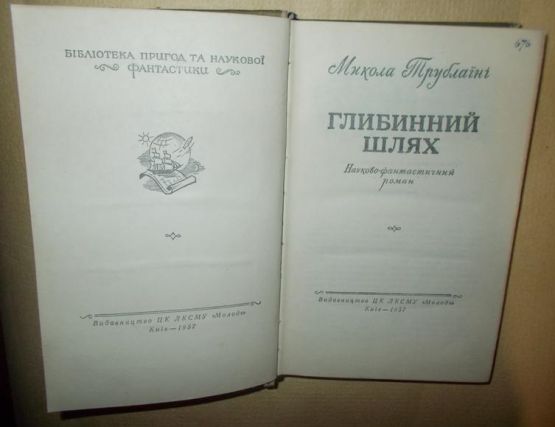 БІБЛІОТЕКА ПРИГОД ТА НАУКОВОЇ
ФАНТАСТИКИ
Видавництво ЦК ЛКСМУ «Молодь»
Київ—1957
Микола Трублаїні
ГЛИБИННИЙ
ШЛЯХ
Науково-фантастичний
роман
Видавництво ЦК ЛКСМУ «Молодь»
Київ—1957